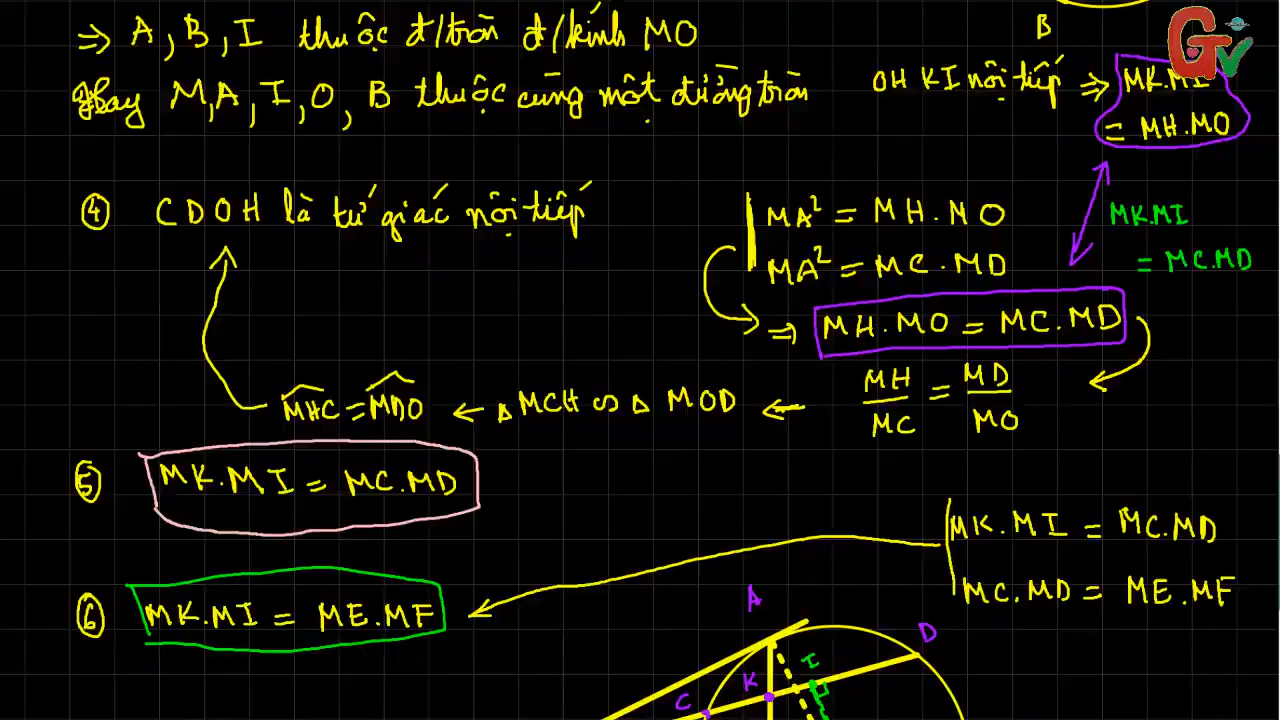 ⇒ A, B, I thuộc đ/tròn đ/kính MO
hay M, A, I, O, B thuộc cùng một đường tròn
B
GTV
OHKI nội tiếp ⇒ MK.MI
= MH.MO
④ CDOH là tứ giác nội tiếp
MA² = MH.MO
MA² = MC.MD
⇒ MH.MO = MC.MD
MK.MI
= MC.MD
MHC = MDO ← △MCH ∽ △MOD ← MH/MC = MD/MO
⑤ MK.MI = MC.MD
⑥ MK.MI = ME.MF
MK.MI = MC.MD
MC.MD = ME.MF
A
D
I
K
C